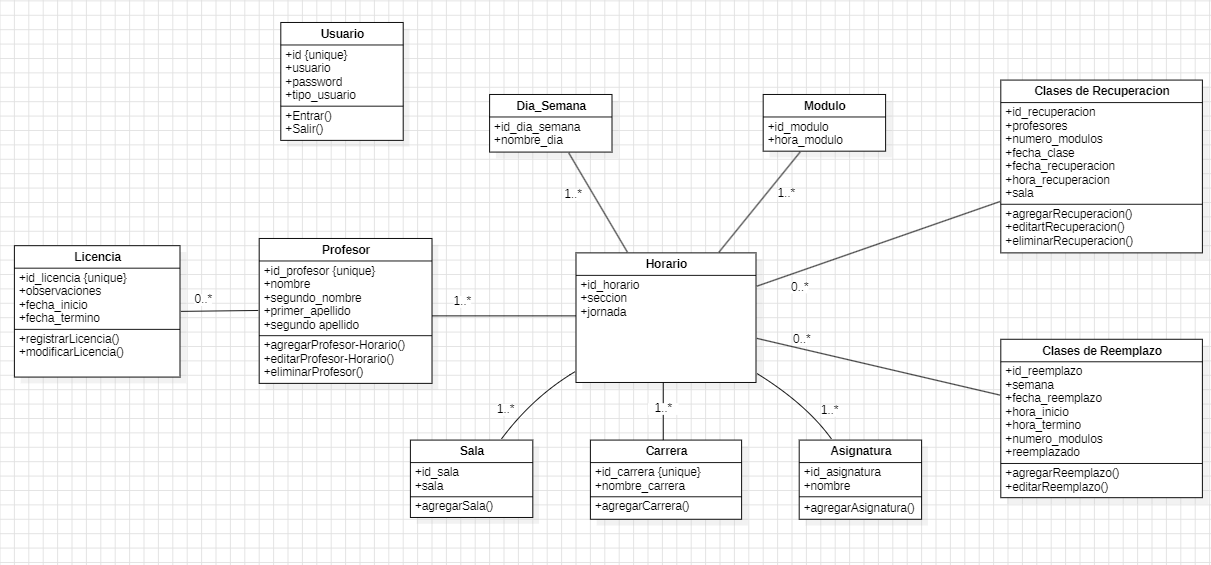 Usuario
+id {unique}
+usuario
+password
+tipo_usuario
+Entrar()
+Salir()
Dia_Semana
+id_dia_semana
+nombre_dia
1..*
Modulo
+id_modulo
+hora_modulo
1..*
Clases de Recuperacion
+id_recuperacion
+profesores
+numero_modulos
+fecha_clase
+fecha_recuperacion
+hora_recuperacion
+sala
+agregarRecuperacion()
+editartRecuperacion()
+eliminarRecuperacion()
0..*
Licencia
+id_licencia {unique}
+observaciones
+fecha_inicio
+fecha_termino
+registrarLicencia()
+modificarLicencia()
0..*
Profesor
+id_profesor {unique}
+nombre
+segundo_nombre
+primer_apellido
+segundo apellido
+agregarProfesor-Horario()
+editarProfesor-Horario()
+eliminarProfesor()
1..*
Horario
+id_horario
+seccion
+jornada
0..*
Clases de Reemplazo
+id_reemplazo
+semana
+fecha_reemplazo
+hora_inicio
+hora_termino
+numero_modulos
+reemplazado
+agregarReemplazo()
+editarReemplazo()
1..*
Sala
+id_sala
+sala
+agregarSala()
1..*
Carrera
+id_carrera {unique}
+nombre_carrera
+agregarCarrera()
1..*
Asignatura
+id_asignatura
+nombre
+agregarAsignatura()